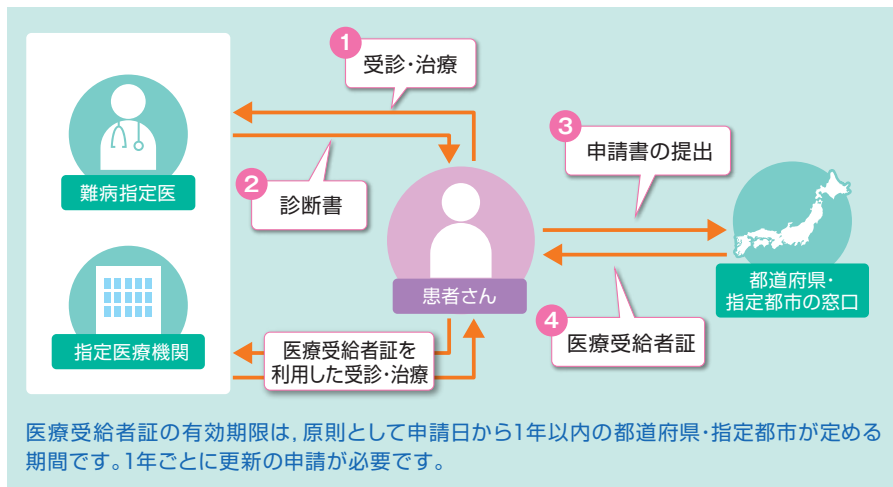 1
受診・治療
難病指定医
2
診断書
3
申請書の提出
患者さん
都道府県・
指定都市の窓口
4
医療受給者証
指定医療機関
医療受給者証を
利用した受診・治療
医療受給者証の有効期限は,原則として申請日から1年以内の都道府県・指定都市が定める
期間です。1年ごとに更新の申請が必要です。